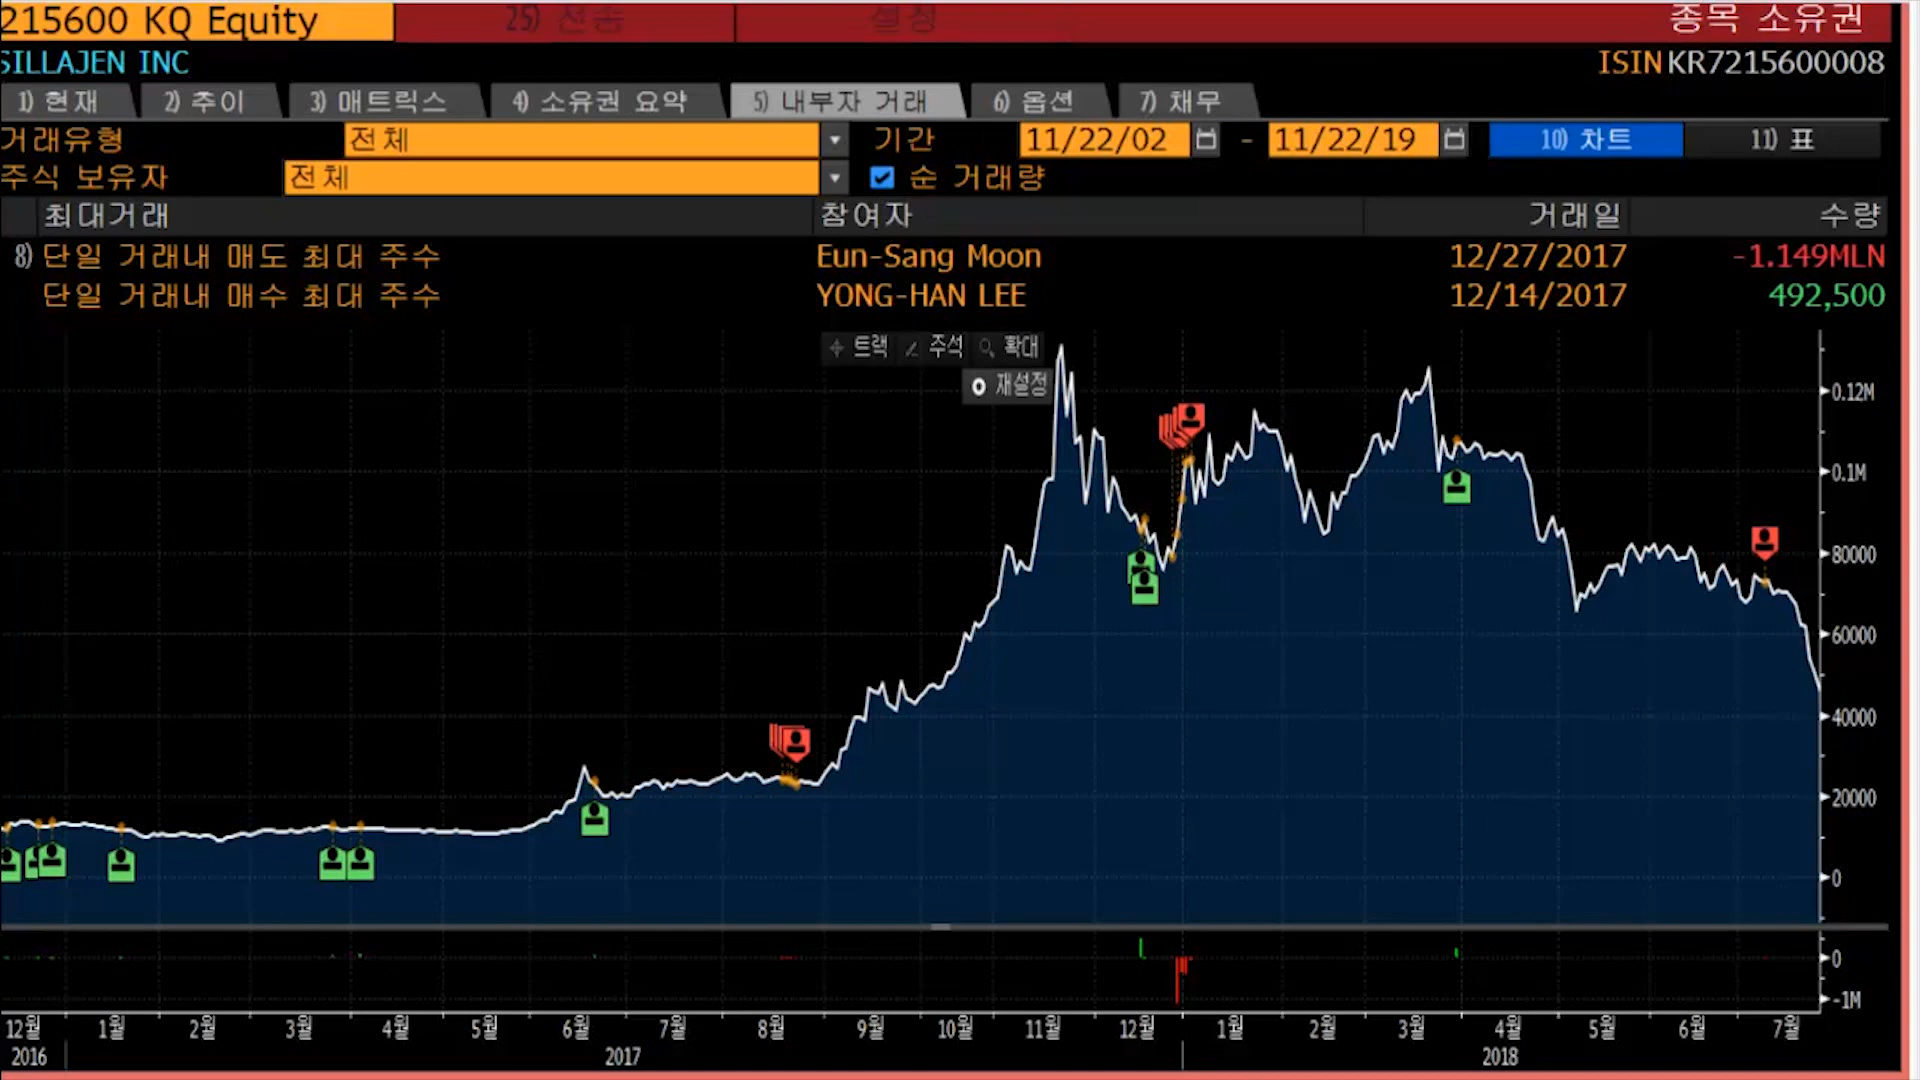 215600 KQ Equity 25) 전송 설정 종목 소유권
SILLAJEN INC ISIN KR7215600008
1) 현재 2) 추이 3) 매트릭스 4) 소유권 요약 5) 내부자 거래 6) 옵션 7) 채무
거래유형 전체 기간 11/22/02 - 11/22/19 10) 차트 11) 표
주식 보유자 전체 순 거래량
최대거래 참여자 거래일 수량
8) 단일 거래내 매도 최대 주수 Eun-Sang Moon 12/27/2017 -1.149MLN
단일 거래내 매수 최대 주수 YONG-HAN LEE 12/14/2017 492,500
트랙 주석 확대
재설정
0.12M
0.1M
80000
60000
40000
20000
0
0
-1M
12월 1월 2월 3월 4월 5월 6월 7월 8월 9월 10월 11월 12월 1월 2월 3월 4월 5월 6월 7월
2016 2017 2018